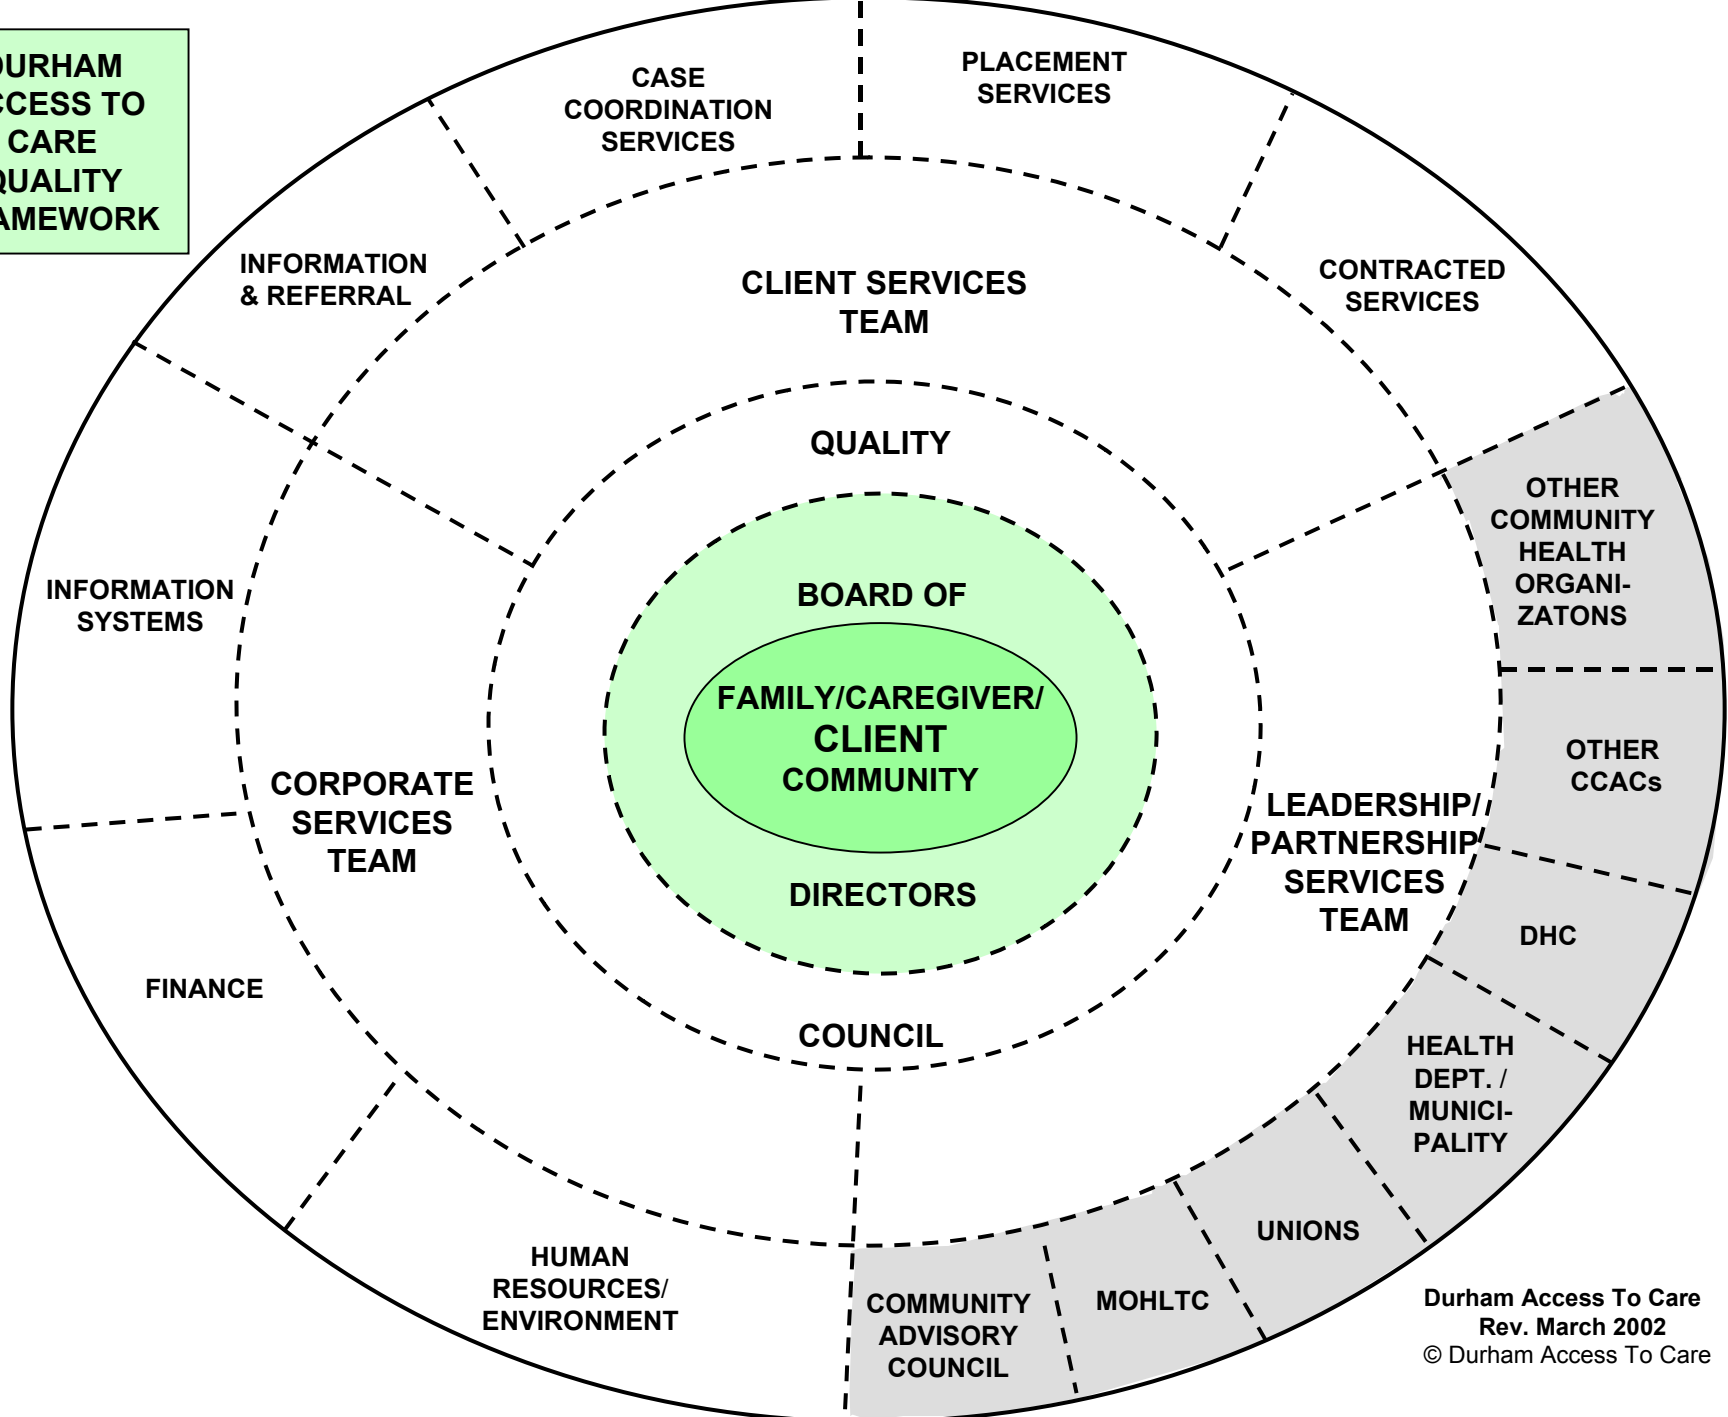 DURHAM
CCESS TO
CARE
QUALITY
AMEWORK
CASE
COORDINATION
SERVICES
PLACEMENT
SERVICES
INFORMATION
& REFERRAL
CLIENT SERVICES
TEAM
CONTRACTED
SERVICES
QUALITY
OTHER
COMMUNITY
HEALTH
ORGANI-
ZATONS
INFORMATION
SYSTEMS
BOARD OF
FAMILY/CAREGIVER/
CLIENT
COMMUNITY
DIRECTORS
OTHER
CCACs
CORPORATE
SERVICES
TEAM
LEADERSHIP/
PARTNERSHIP
SERVICES
TEAM
DHC
FINANCE
COUNCIL
HEALTH
DEPT. /
MUNICI-
PALITY
UNIONS
HUMAN
RESOURCES/
ENVIRONMENT
COMMUNITY
ADVISORY
COUNCIL
MOHLTC
Durham Access To Care
Rev. March 2002
© Durham Access To Care